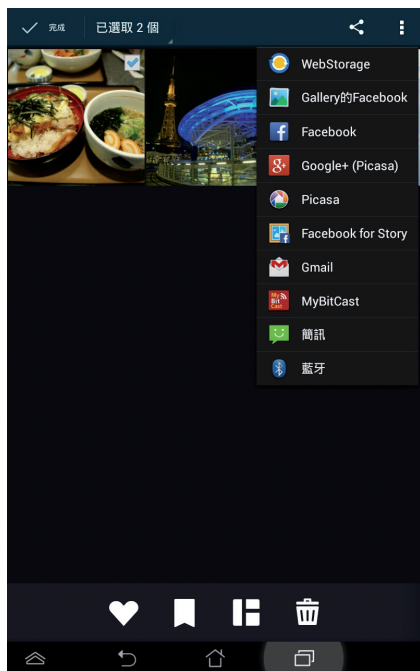 完成
已選取 2 個
WebStorage
Gallery的Facebook
Facebook
Google+ (Picasa)
Picasa
Facebook for Story
Gmail
MyBitCast
簡訊
藍牙